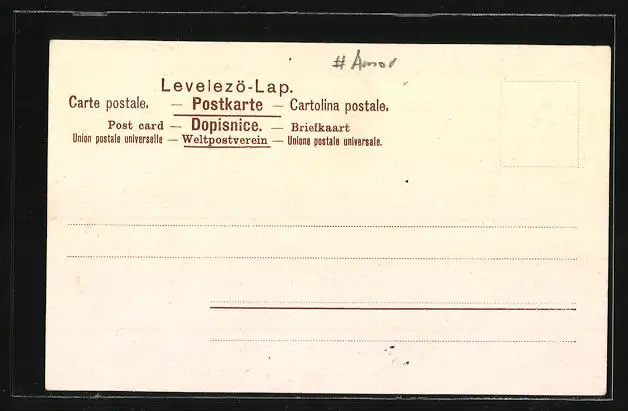 # Amor
Levelezö-Lap.
Carte postale. — Postkarte — Cartolina postale.
Post card — Dopisnice. — Briefkaart
Union postale universelle — Weltpostverein — Unione postale universale.